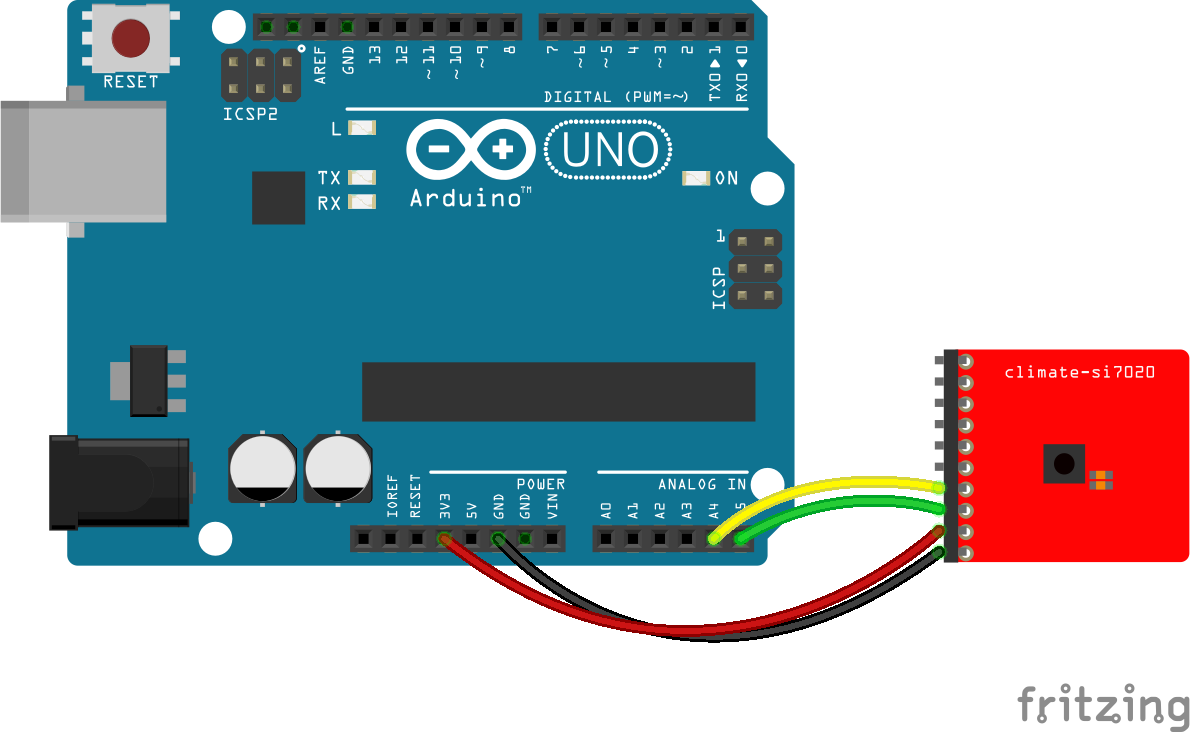 RESET
ICSP2
AREF
GND
13
12
~11
~10
~9
8
7
~6
~5
4
~3
2
TX0▶1
RX0◀0
DIGITAL (PWM=~)
L
TX
RX
Arduino™
UNO
ON
1
ICSP
climate-si7020
POWER
ANALOG IN
IOREF
RESET
3V3
5V
GND
GND
VIN
A0
A1
A2
A3
A4
5
fritzing